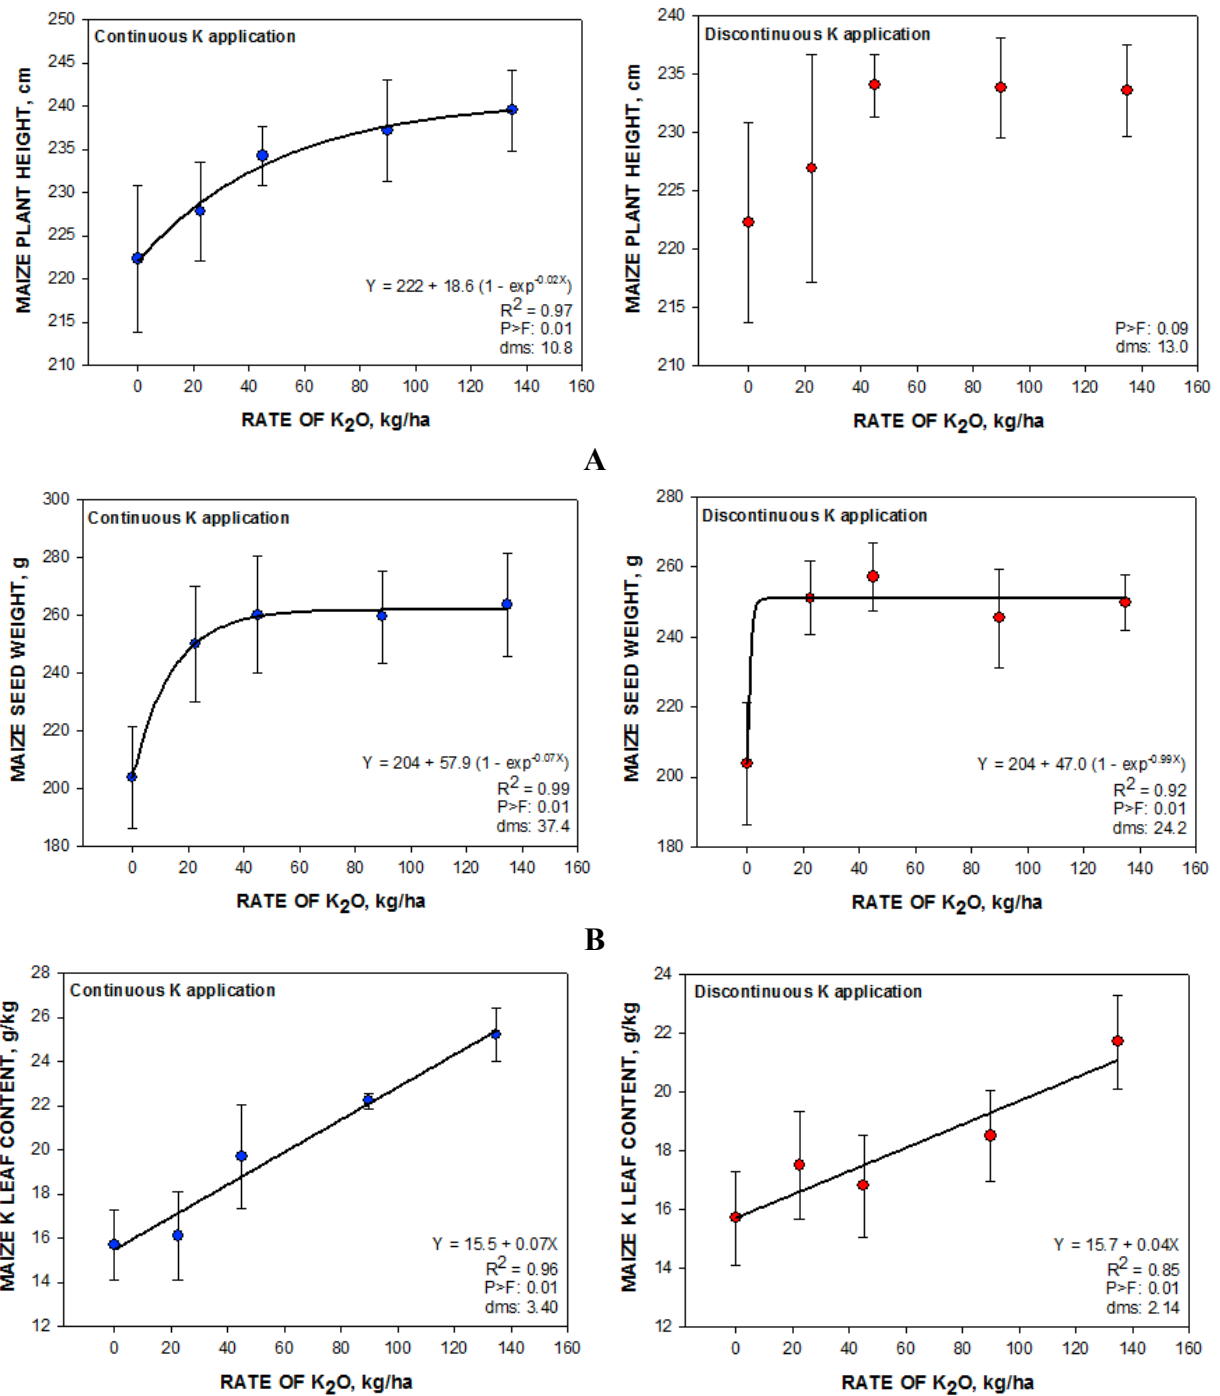 Continuous K application
MAIZE PLANT HEIGHT, cm
250
245
240
235
230
225
220
215
210
Y = 222 + 18.6 (1 - exp-0.02X)
R2 = 0.97
P>F: 0.01
dms: 10.8
0 20 40 60 80 100 120 140 160
RATE OF K2O, kg/ha
Discontinuous K application
MAIZE PLANT HEIGHT, cm
240
235
230
225
220
215
210
P>F: 0.09
dms: 13.0
0 20 40 60 80 100 120 140 160
RATE OF K2O, kg/ha
A
Continuous K application
MAIZE SEED WEIGHT, g
300
280
260
240
220
200
180
Y = 204 + 57.9 (1 - exp-0.07X)
R2 = 0.99
P>F: 0.01
dms: 37.4
0 20 40 60 80 100 120 140 160
RATE OF K2O, kg/ha
Discontinuous K application
MAIZE SEED WEIGHT, g
280
260
240
220
200
180
Y = 204 + 47.0 (1 - exp-0.99X)
R2 = 0.92
P>F: 0.01
dms: 24.2
0 20 40 60 80 100 120 140 160
RATE OF K2O, kg/ha
B
Continuous K application
MAIZE K LEAF CONTENT, g/kg
28
26
24
22
20
18
16
14
12
Y = 15.5 + 0.07X
R2 = 0.96
P>F: 0.01
dms: 3.40
0 20 40 60 80 100 120 140 160
RATE OF K2O, kg/ha
Discontinuous K application
MAIZE K LEAF CONTENT, g/kg
24
22
20
18
16
14
12
Y = 15.7 + 0.04X
R2 = 0.85
P>F: 0.01
dms: 2.14
0 20 40 60 80 100 120 140 160
RATE OF K2O, kg/ha